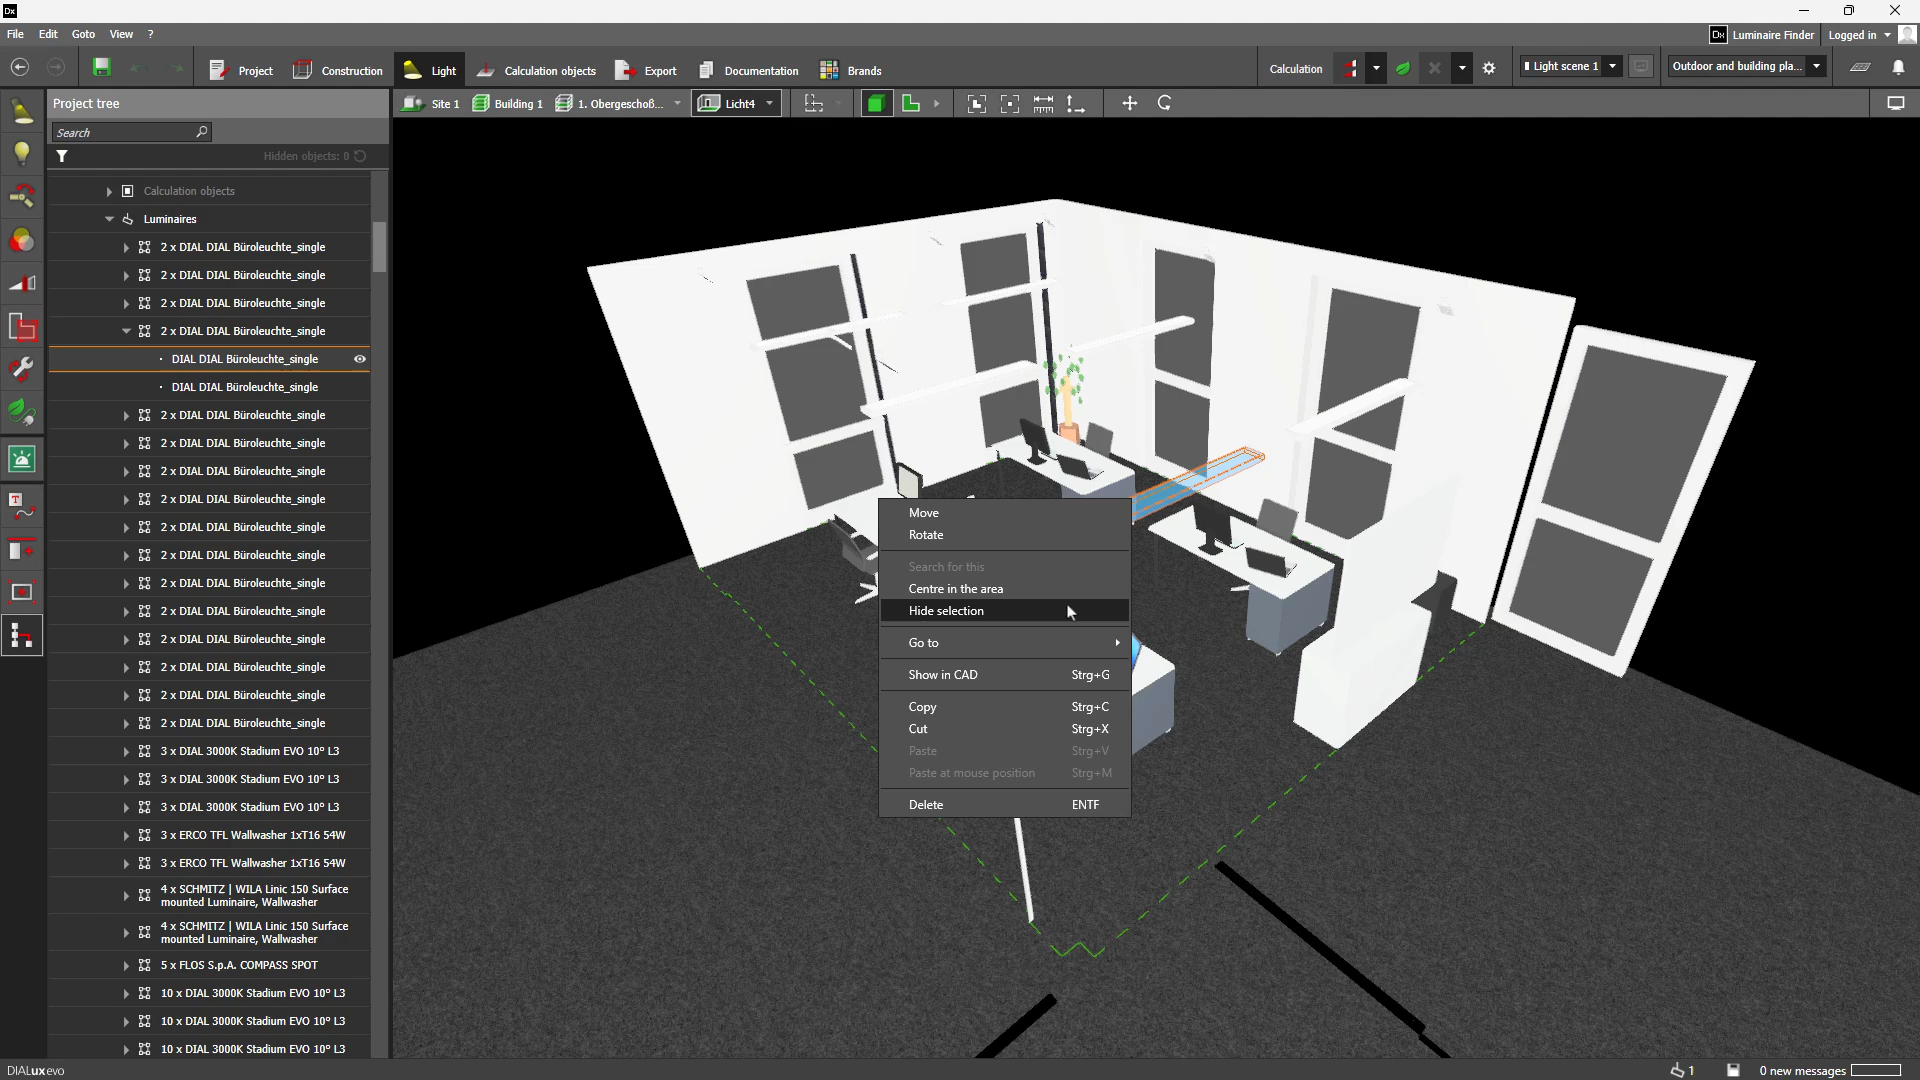 Dx
File Edit Goto View ?
Dx Luminaire Finder Logged in
Project Construction Light Calculation objects Export Documentation Brands
Calculation Light scene 1 Outdoor and building pla...
Project tree
Site 1 Building 1 1. Obergeschoß... Licht4
Search
Hidden objects: 0
Calculation objects
Luminaires
2 x DIAL DIAL Büroleuchte_single
2 x DIAL DIAL Büroleuchte_single
2 x DIAL DIAL Büroleuchte_single
2 x DIAL DIAL Büroleuchte_single
DIAL DIAL Büroleuchte_single
DIAL DIAL Büroleuchte_single
2 x DIAL DIAL Büroleuchte_single
2 x DIAL DIAL Büroleuchte_single
2 x DIAL DIAL Büroleuchte_single
2 x DIAL DIAL Büroleuchte_single
2 x DIAL DIAL Büroleuchte_single
2 x DIAL DIAL Büroleuchte_single
2 x DIAL DIAL Büroleuchte_single
2 x DIAL DIAL Büroleuchte_single
2 x DIAL DIAL Büroleuchte_single
2 x DIAL DIAL Büroleuchte_single
2 x DIAL DIAL Büroleuchte_single
2 x DIAL DIAL Büroleuchte_single
3 x DIAL 3000K Stadium EVO 10° L3
3 x DIAL 3000K Stadium EVO 10° L3
3 x DIAL 3000K Stadium EVO 10° L3
3 x ERCO TFL Wallwasher 1xT16 54W
3 x ERCO TFL Wallwasher 1xT16 54W
4 x SCHMITZ | WILA Linic 150 Surface
mounted Luminaire, Wallwasher
4 x SCHMITZ | WILA Linic 150 Surface
mounted Luminaire, Wallwasher
5 x FLOS S.p.A. COMPASS SPOT
10 x DIAL 3000K Stadium EVO 10° L3
10 x DIAL 3000K Stadium EVO 10° L3
10 x DIAL 3000K Stadium EVO 10° L3
Move
Rotate
Search for this
Centre in the area
Hide selection
Go to
Show in CAD Strg+G
Copy Strg+C
Cut Strg+X
Paste Strg+V
Paste at mouse position Strg+M
Delete ENTF
DIALux evo
1 0 new messages